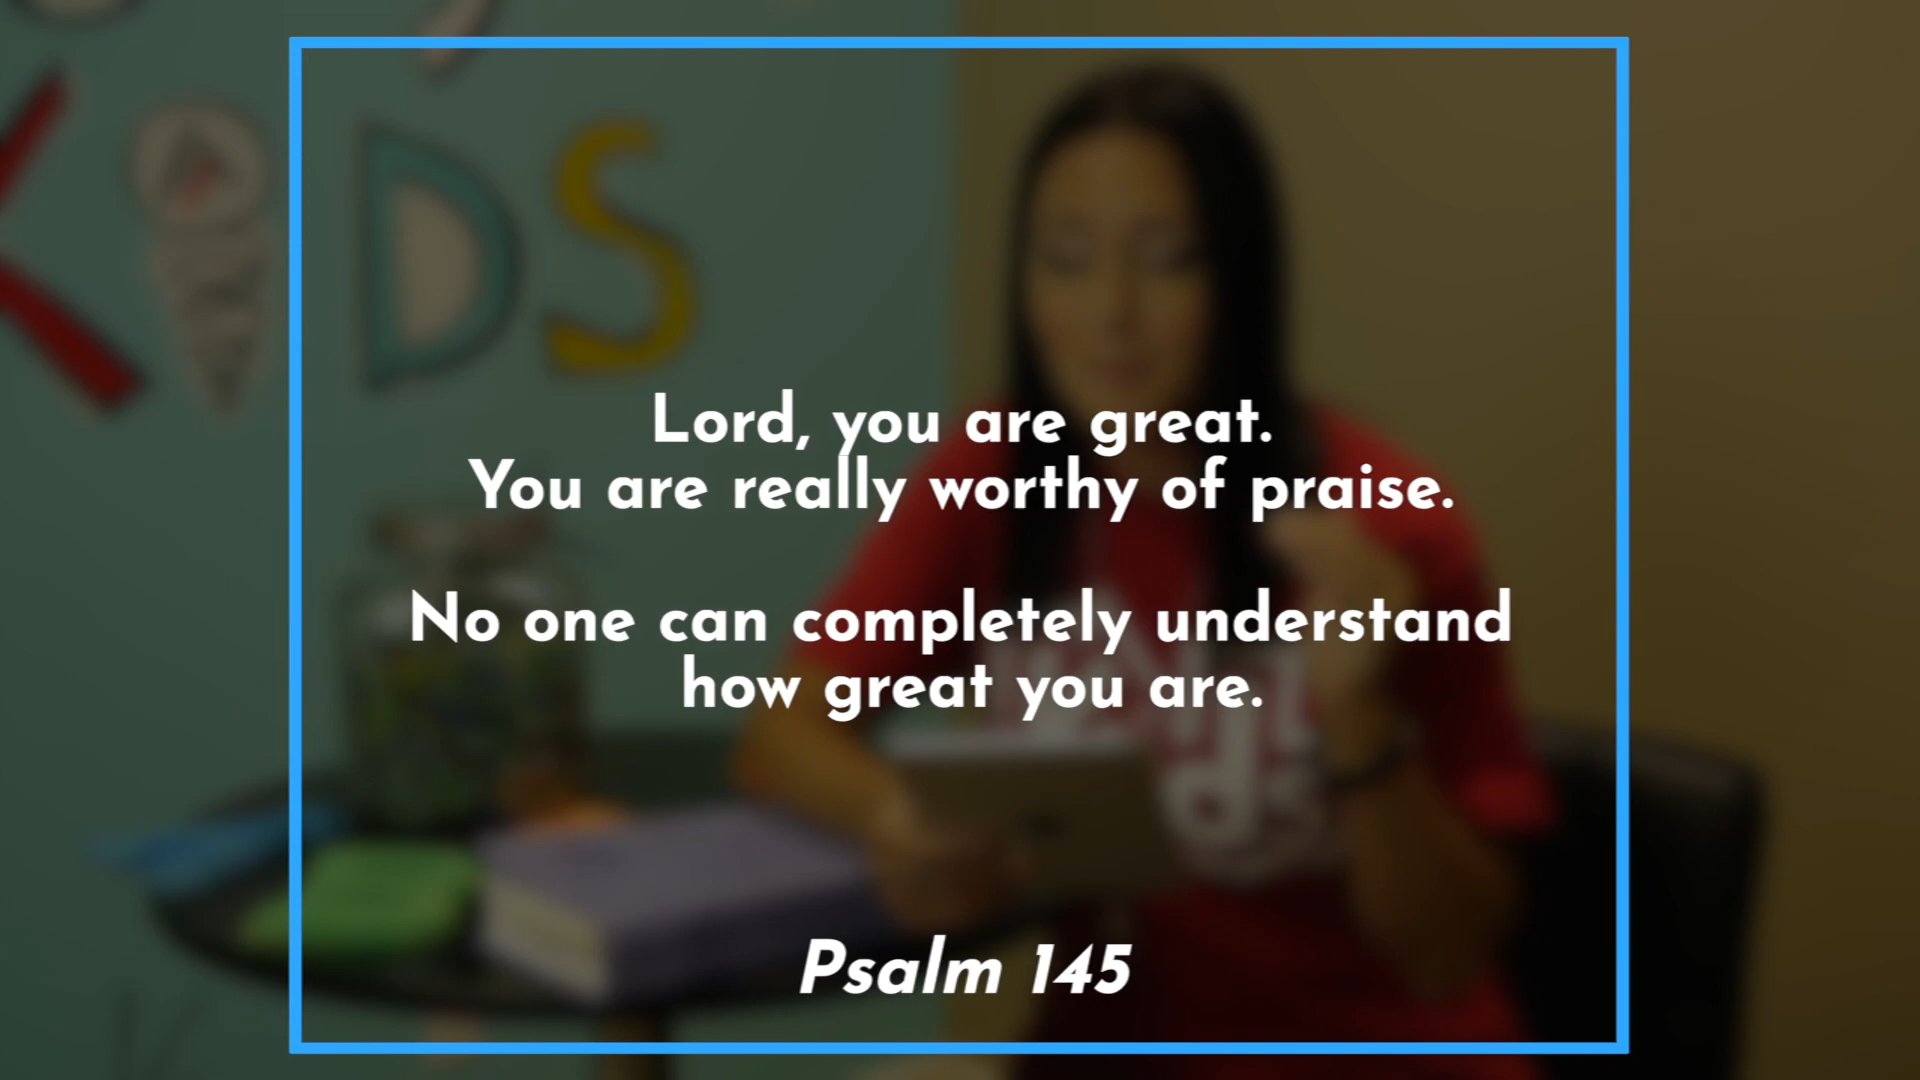 KIDS
Lord, you are great.
You are really worthy of praise.
No one can completely understand
how great you are.
Psalm 145